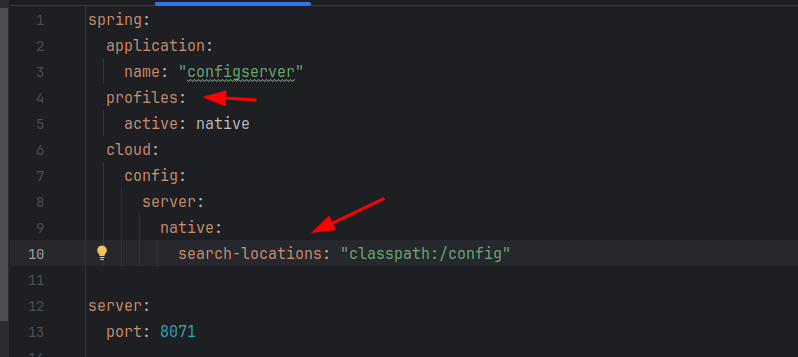 1 spring:
2 application:
3 name: "configserver"
4 profiles:
5 active: native
6 cloud:
7 config:
8 server:
9 native:
10 search-locations: "classpath:/config"
11
12 server:
13 port: 8071